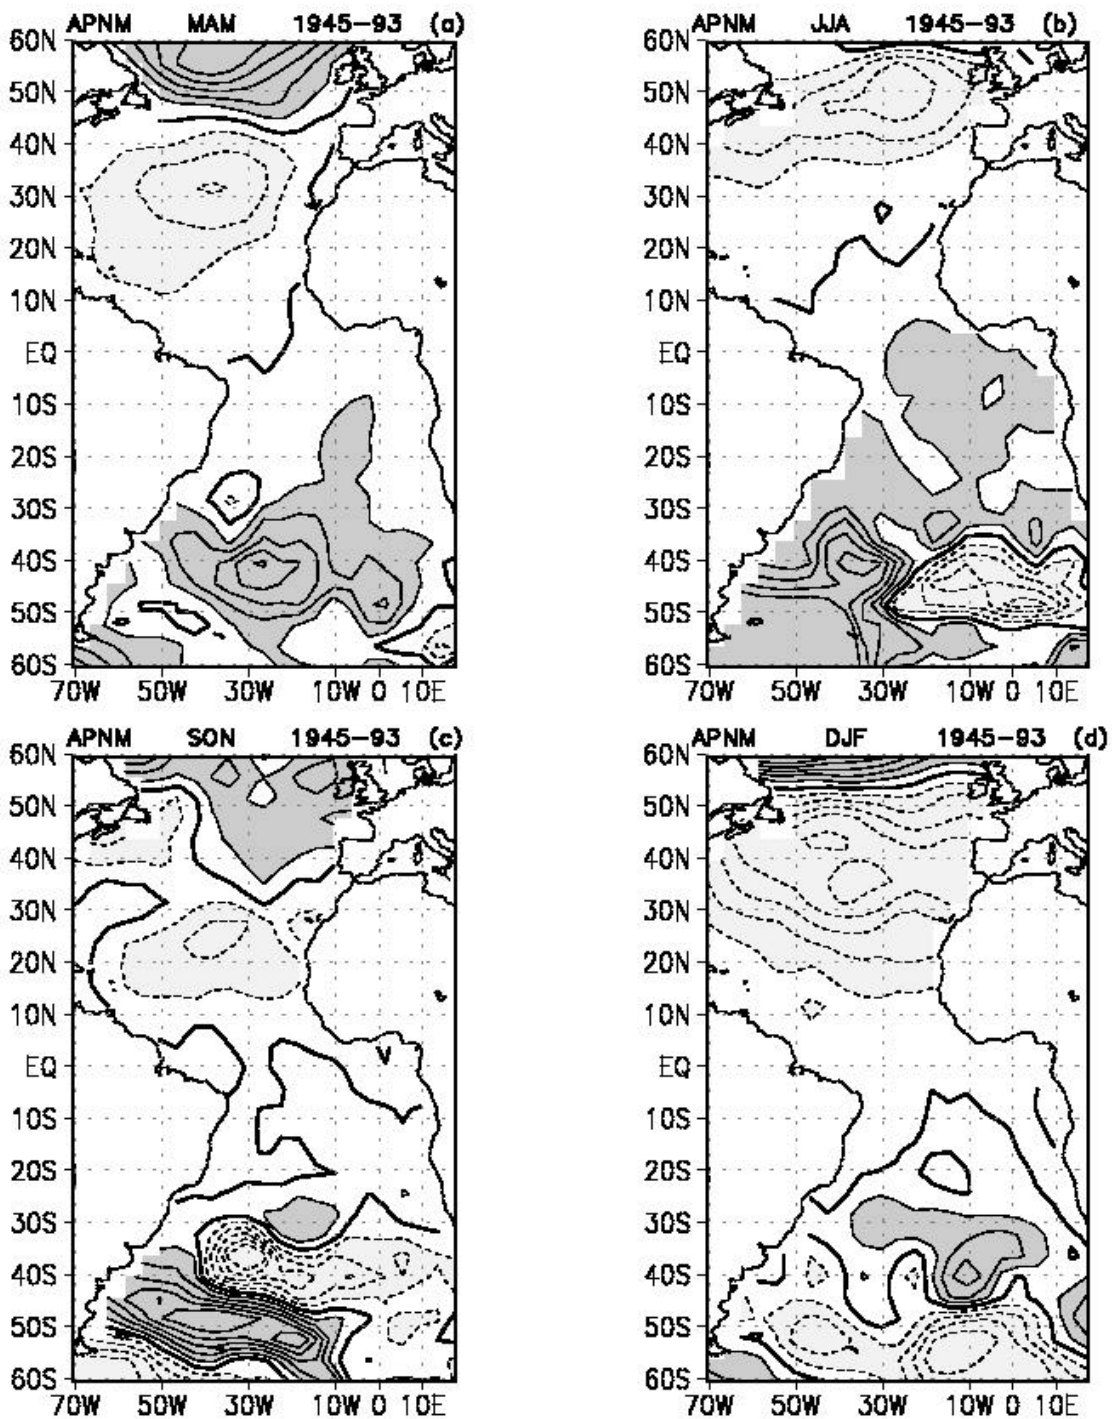 APNM MAM 1945-93 (a)
60N
50N
40N
30N
20N
10N
EQ
10S
20S
30S
40S
50S
60S
70W 50W 30W 10W 0 10E
APNM JJA 1945-93 (b)
60N
50N
40N
30N
20N
10N
EQ
10S
20S
30S
40S
50S
60S
70W 50W 30W 10W 0 10E
APNM SON 1945-93 (c)
60N
50N
40N
30N
20N
10N
EQ
10S
20S
30S
40S
50S
60S
70W 50W 30W 10W 0 10E
APNM DJF 1945-93 (d)
60N
50N
40N
30N
20N
10N
EQ
10S
20S
30S
40S
50S
60S
70W 50W 30W 10W 0 10E